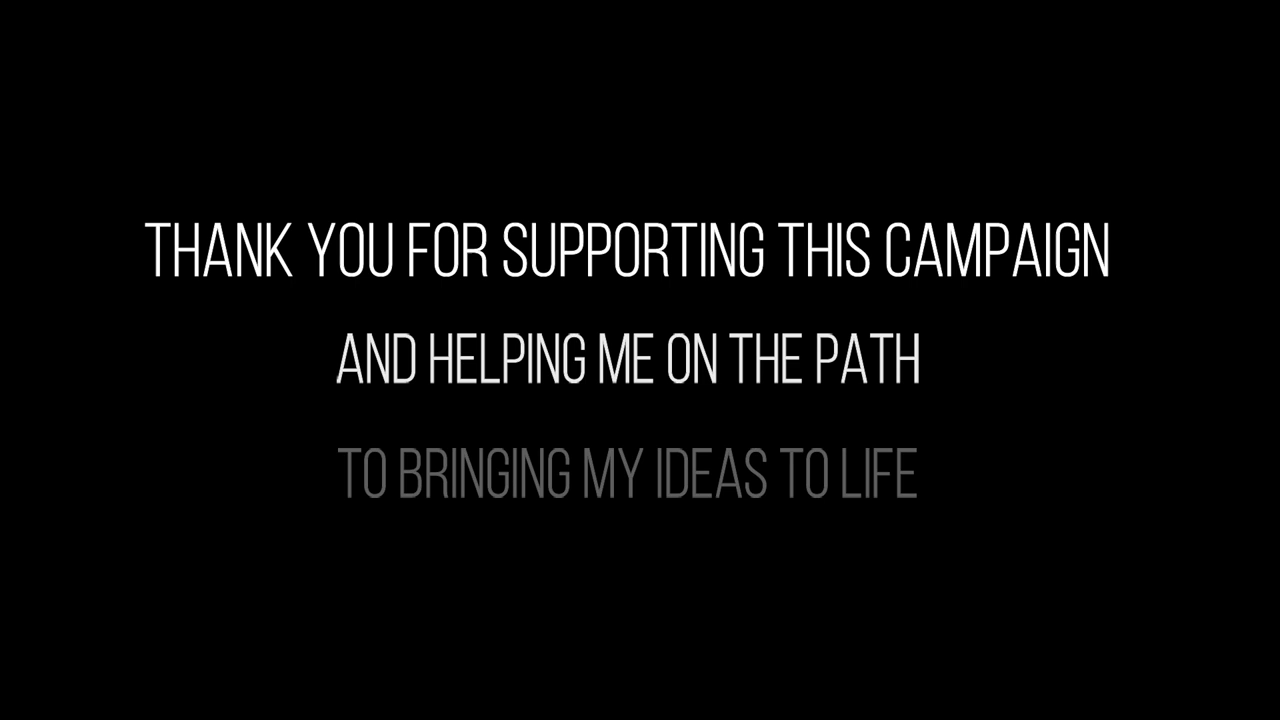 THANK YOU FOR SUPPORTING THIS CAMPAIGN
AND HELPING ME ON THE PATH
TO BRINGING MY IDEAS TO LIFE